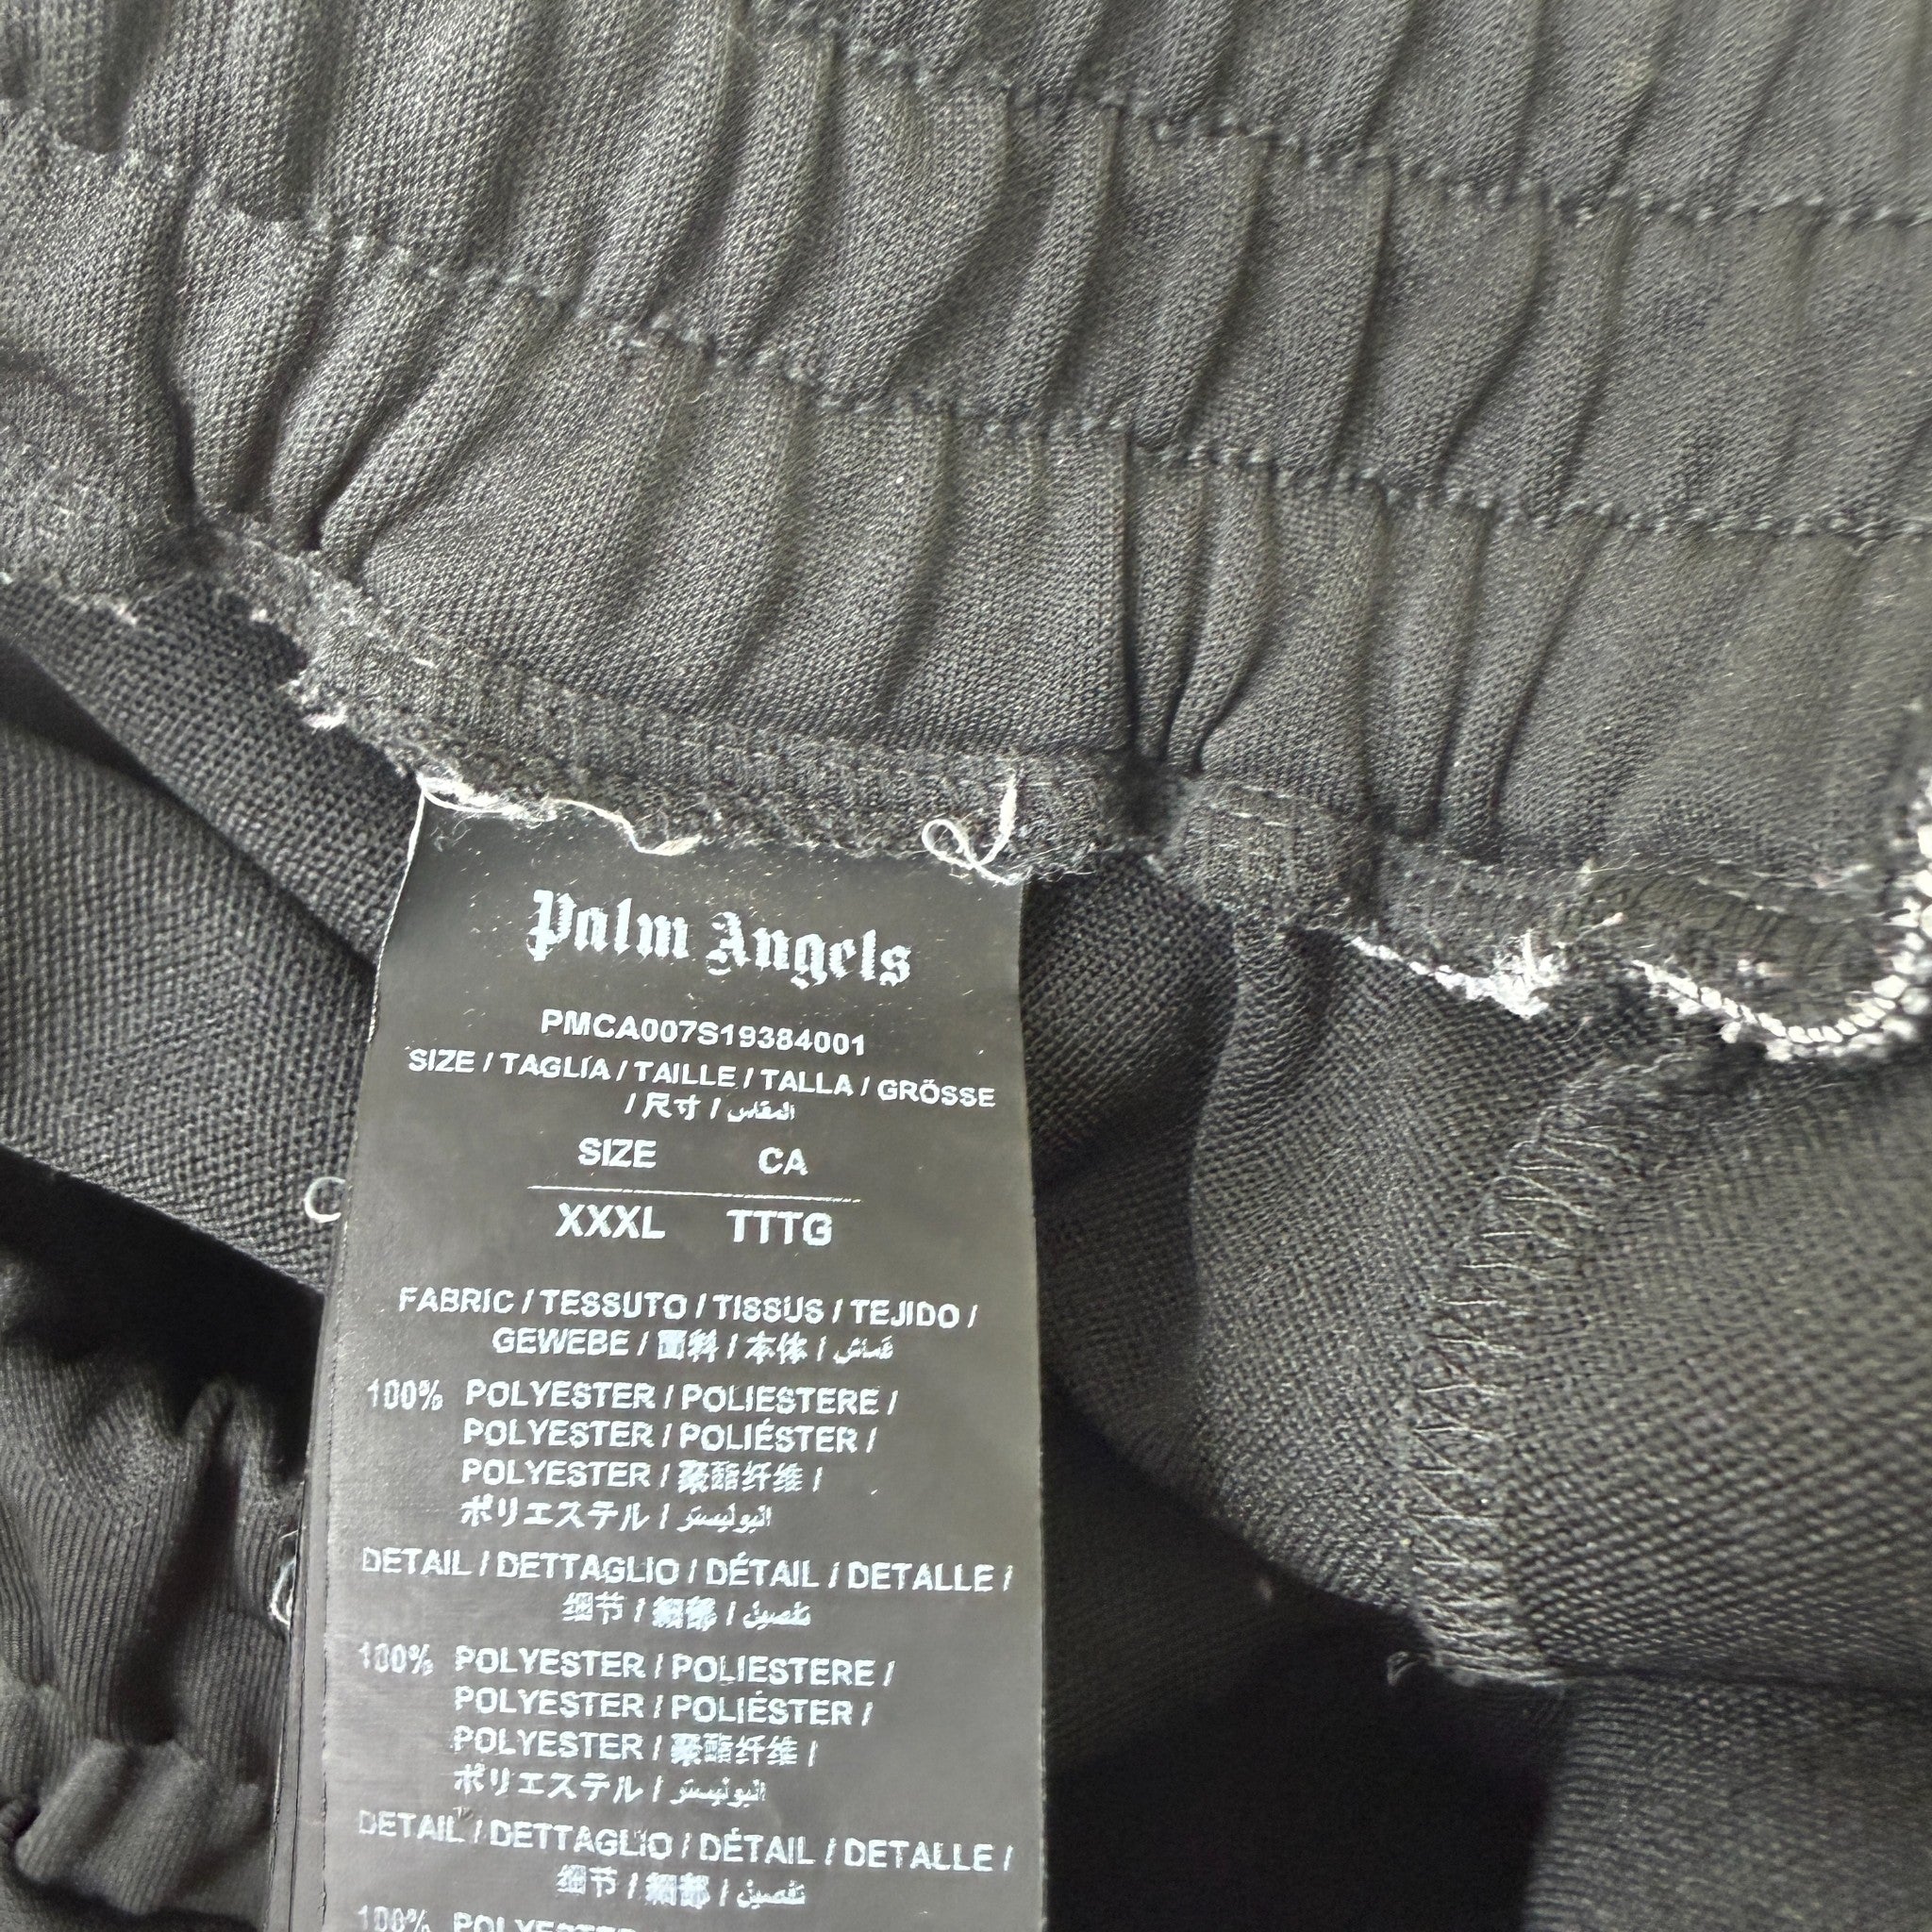 Palm Angels
PMCA007S19384001
SIZE / TAGLIA / TAILLE / TALLA / GRÖSSE
/ 尺寸 / المقاس
SIZE CA
XXXL TTTG
FABRIC / TESSUTO / TISSUS / TEJIDO /
GEWEBE / 面料 / 本体 / قماش
100% POLYESTER / POLIESTERE /
POLYESTER / POLIÉSTER /
POLYESTER / 聚酯纤维 /
ポリエステル / البوليستر
DETAIL / DETTAGLIO / DÉTAIL / DETALLE /
细节 / 細部 / تفصيل
100% POLYESTER / POLIESTERE /
POLYESTER / POLIÉSTER /
POLYESTER / 聚酯纤维 /
ポリエステル / البوليستر
DETAIL / DETTAGLIO / DÉTAIL / DETALLE /
细节 / 細部 / تفصيل
100% POLYESTER